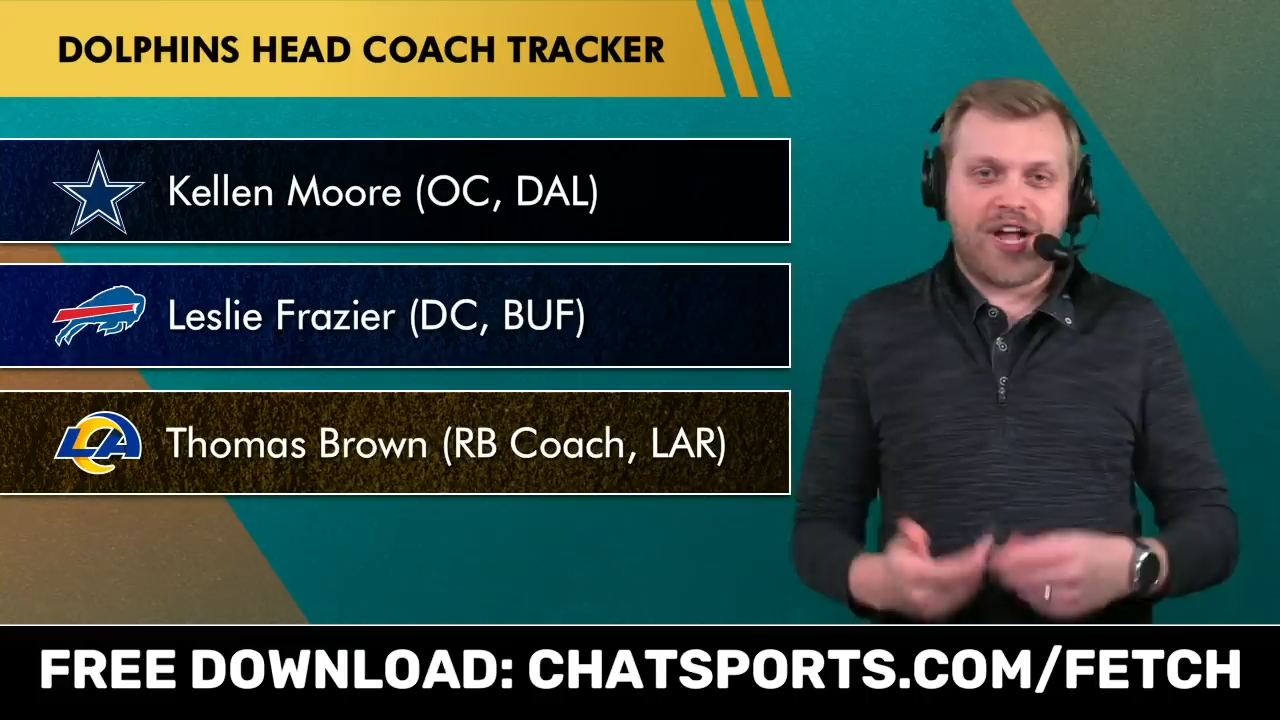 DOLPHINS HEAD COACH TRACKER
Kellen Moore (OC, DAL)
Leslie Frazier (DC, BUF)
LA
Thomas Brown (RB Coach, LAR)
FREE DOWNLOAD: CHATSPORTS.COM/FETCH